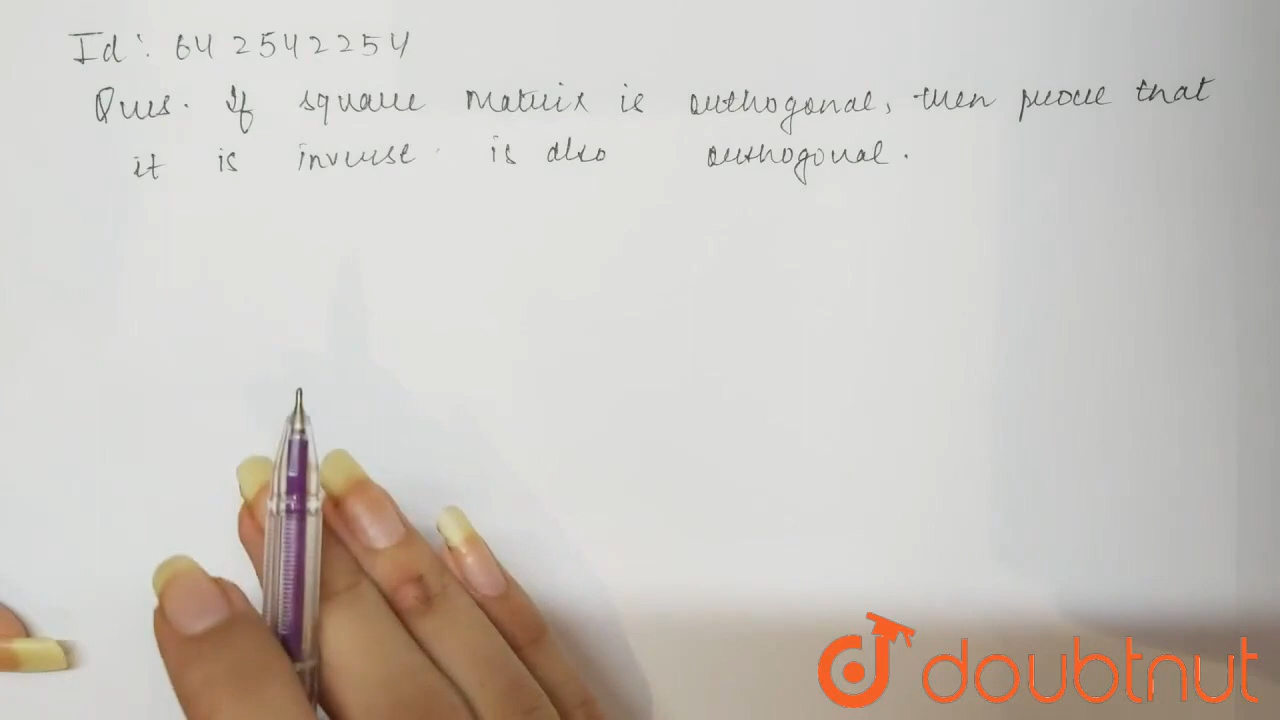 Id: 642542254
Ques. If square matrix is orthogonal, then prove that
it is inverse is also orthogonal.
doubtnut